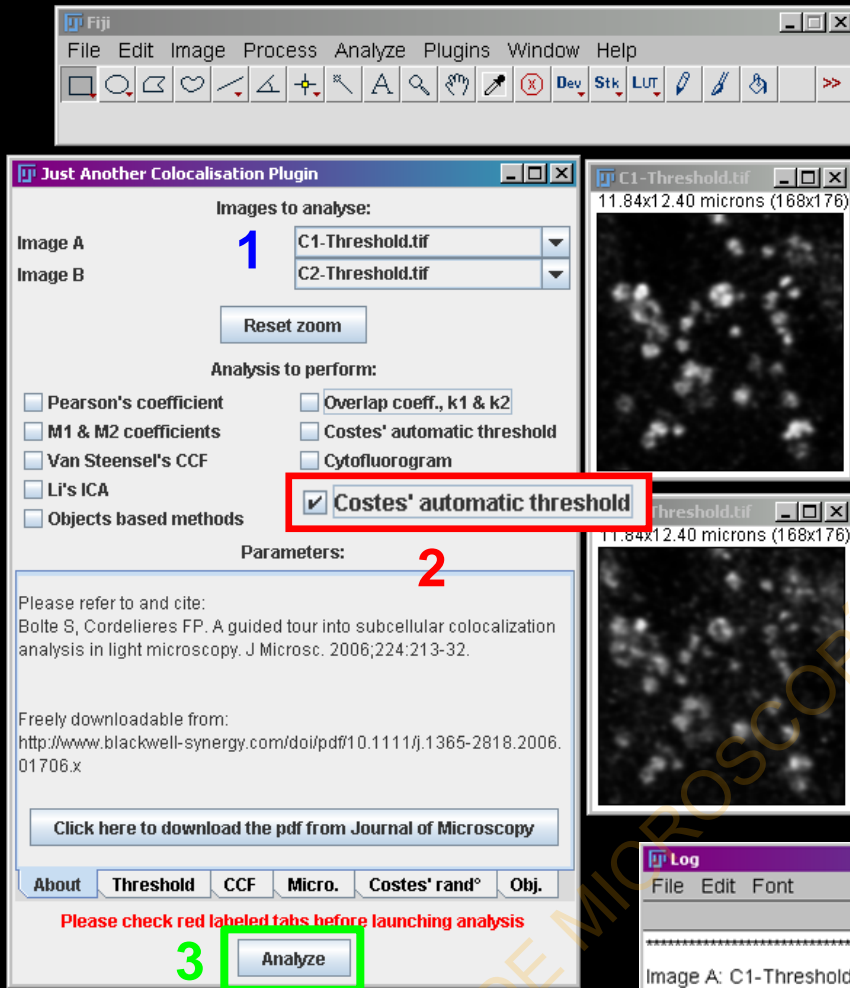 Fiji
File Edit Image Process Analyze Plugins Window Help
A Dev Stk LUT >>
Just Another Colocalisation Plugin
Images to analyse:
1
Image A C1-Threshold.tif
Image B C2-Threshold.tif
Reset zoom
Analysis to perform:
Pearson's coefficient Overlap coeff., k1 & k2
M1 & M2 coefficients Costes' automatic threshold
Van Steensel's CCF Cytofluorogram
Li's ICA Costes' automatic threshold
Objects based methods
Parameters:
2
Please refer to and cite:
Bolte S, Cordelieres FP. A guided tour into subcellular colocalization
analysis in light microscopy. J Microsc. 2006;224:213-32.
Freely downloadable from:
http://www.blackwell-synergy.com/doi/pdf/10.1111/j.1365-2818.2006.
01706.x
Click here to download the pdf from Journal of Microscopy
About Threshold CCF Micro. Costes' rand° Obj.
Please check red labeled tabs before launching analysis
3
Analyze
C1-Threshold.tif
11.84x12.40 microns (168x176)
Threshold.tif
11.84x12.40 microns (168x176)
Log
File Edit Font
******************************
Image A: C1-Threshold
DE MICROSCOP